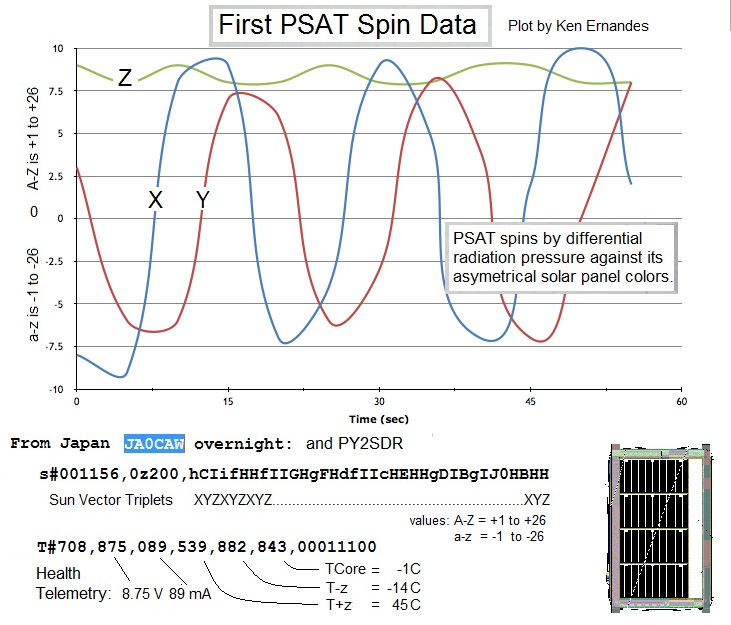 First PSAT Spin Data
Plot by Ken Ernandes
10
7.5
5
2.5
0
-2.5
-5
-7.5
-10
A-Z is +1 to +26
0
a-z is -1 to -26
Z
X
Y
PSAT spins by differential
radiation pressure against its
asymetrical solar panel colors.
0 15 30 45 60
Time (sec)
From Japan JA0CAW overnight: and PY2SDR
s#001156,0z200,hCIifHHfIIGHgFHdfIIcHEHHgDIBgIJ0HBHH
Sun Vector Triplets XYZXYZXYZ............................................................XYZ
values: A-Z = +1 to +26
a-z = -1 to -26
T#708,875,089,539,882,843,00011100
Health
Telemetry: 8.75 V 89 mA
TCore = -1C
T-z = -14C
T+z = 45C